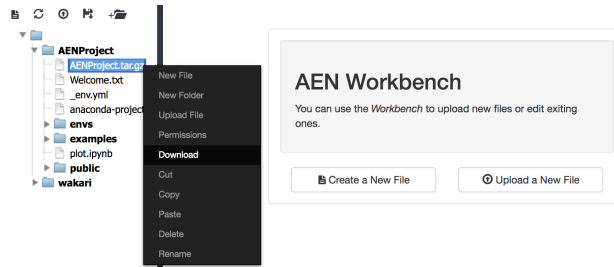 AENProject
AENProject.tar.gz
Welcome.txt
_env.yml
anaconda-project
envs
examples
plot.ipynb
public
wakari
New File
New Folder
Upload File
Permissions
Download
Cut
Copy
Paste
Delete
Rename
AEN Workbench
You can use the Workbench to upload new files or edit exiting
ones.
Create a New File
Upload a New File